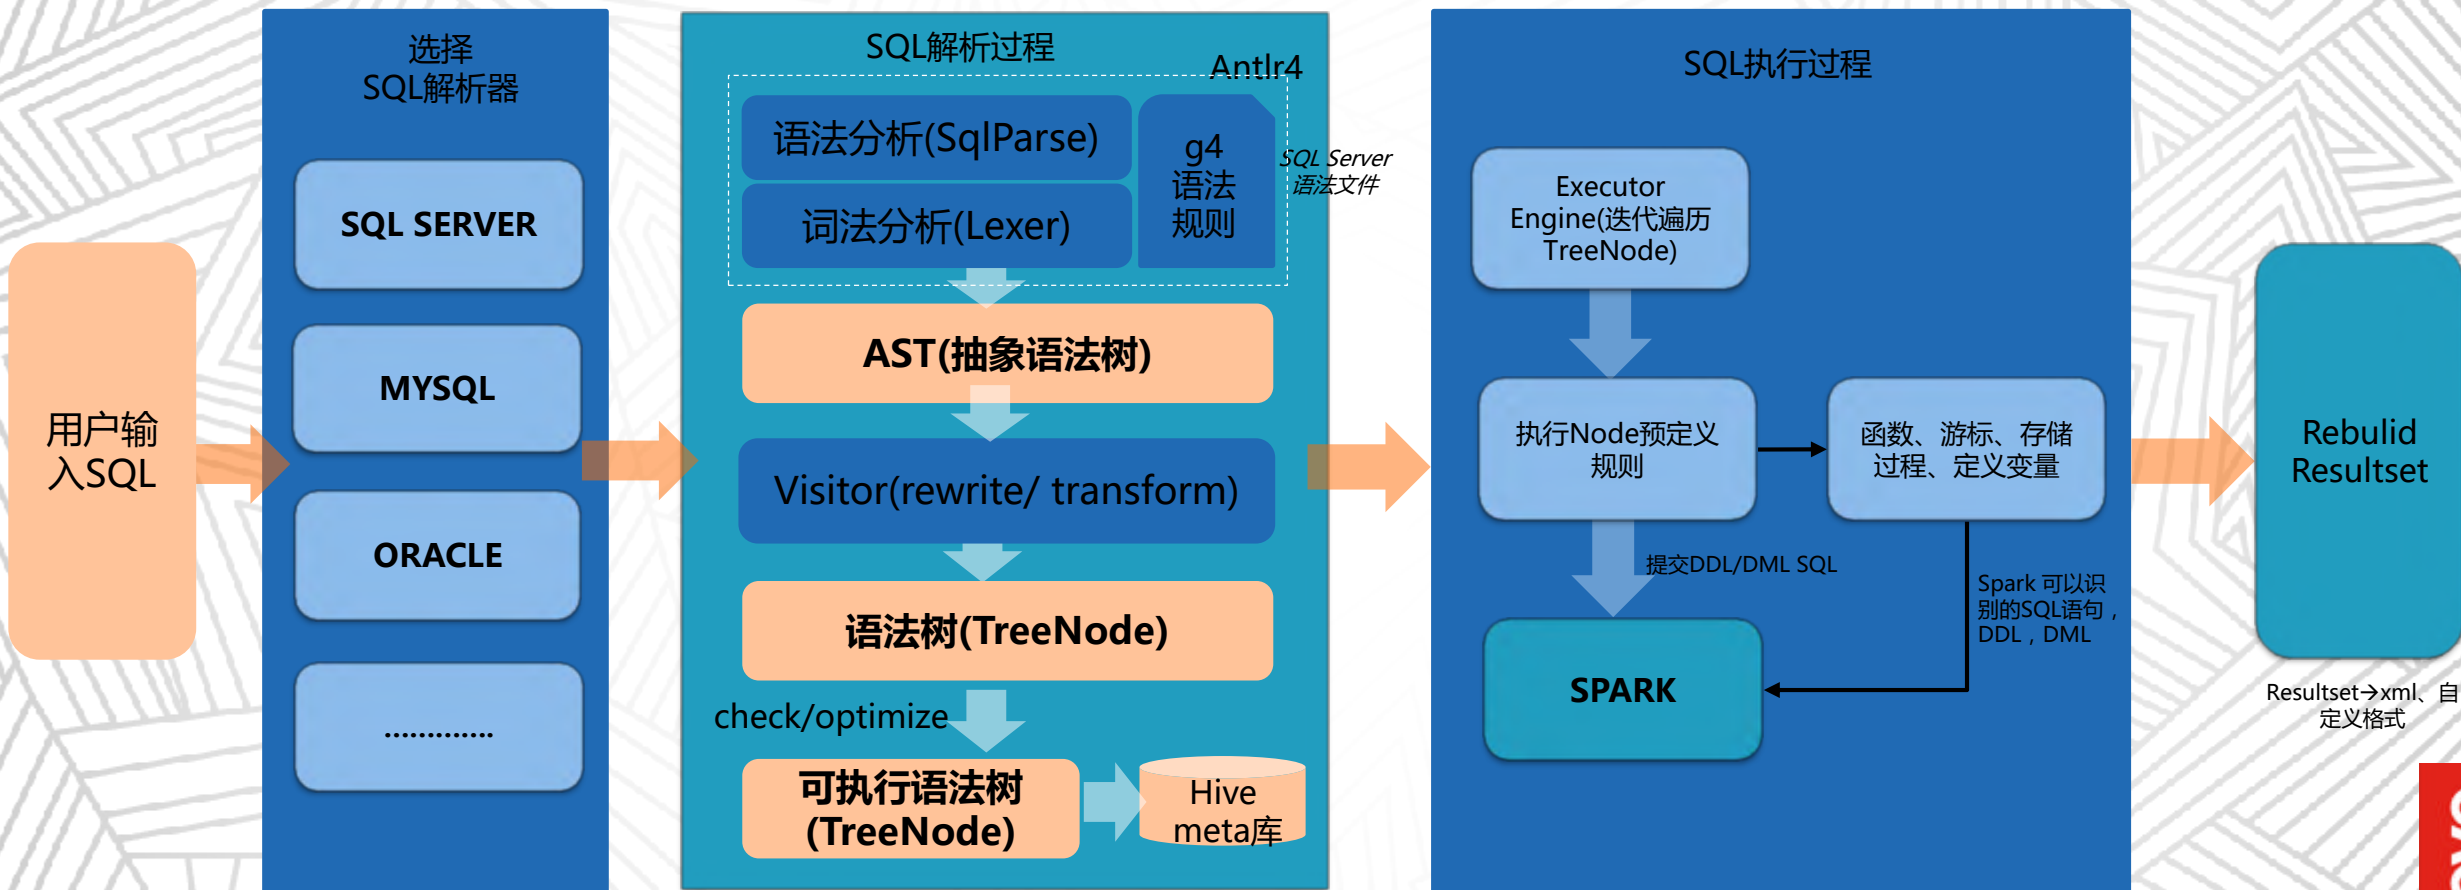 用户输
入SQL
选择
SQL解析器
SQL SERVER
MYSQL
ORACLE
.............
SQL解析过程
Antlr4
语法分析(SqlParse)
词法分析(Lexer)
g4
语法
规则
SQL Server
语法文件
AST(抽象语法树)
Visitor(rewrite/ transform)
语法树(TreeNode)
check/optimize
可执行语法树
(TreeNode)
Hive
meta库
SQL执行过程
Executor
Engine(迭代遍历
TreeNode)
执行Node预定义
规则
函数、游标、存储
过程、定义变量
提交DDL/DML SQL
Spark 可以识
别的SQL语句，
DDL，DML
SPARK
Rebulid
Resultset
Resultset→xml、自
定义格式